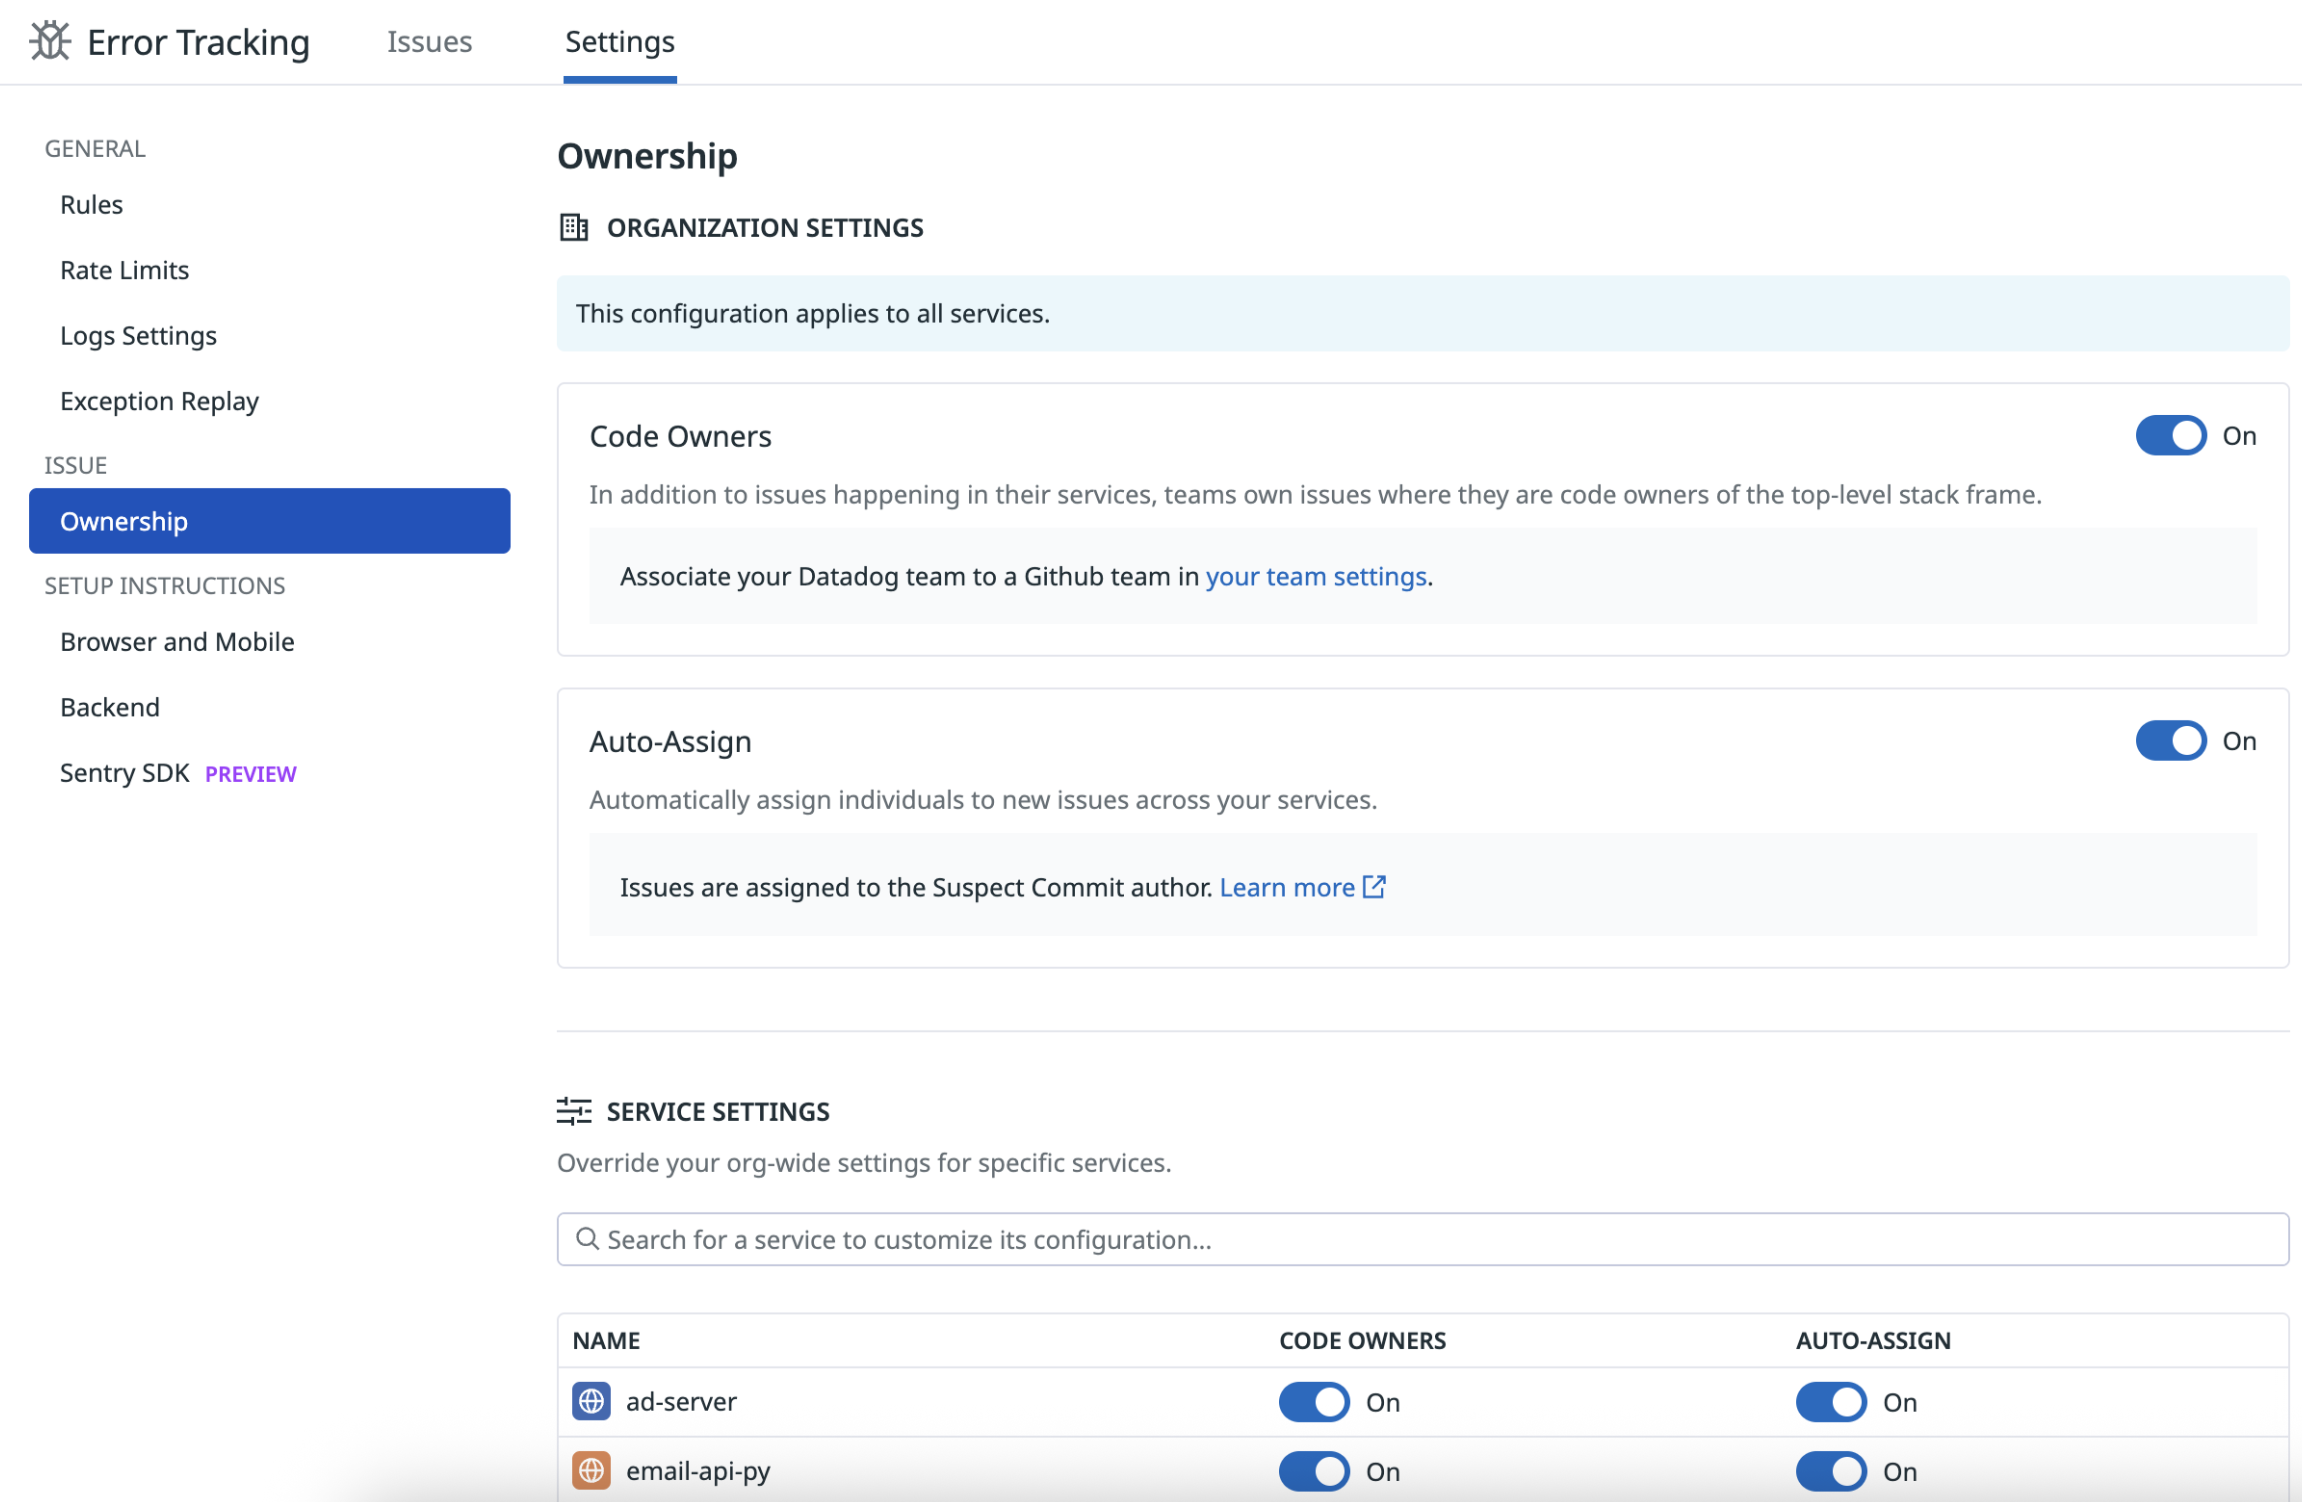 Error Tracking
Issues
Settings
GENERAL
Rules
Rate Limits
Logs Settings
Exception Replay
ISSUE
Ownership
SETUP INSTRUCTIONS
Browser and Mobile
Backend
Sentry SDK PREVIEW
Ownership
ORGANIZATION SETTINGS
This configuration applies to all services.
Code Owners
On
In addition to issues happening in their services, teams own issues where they are code owners of the top-level stack frame.
Associate your Datadog team to a Github team in your team settings.
Auto-Assign
On
Automatically assign individuals to new issues across your services.
Issues are assigned to the Suspect Commit author. Learn more
SERVICE SETTINGS
Override your org-wide settings for specific services.
Search for a service to customize its configuration...
NAME CODE OWNERS AUTO-ASSIGN
ad-server On On
email-api-py On On